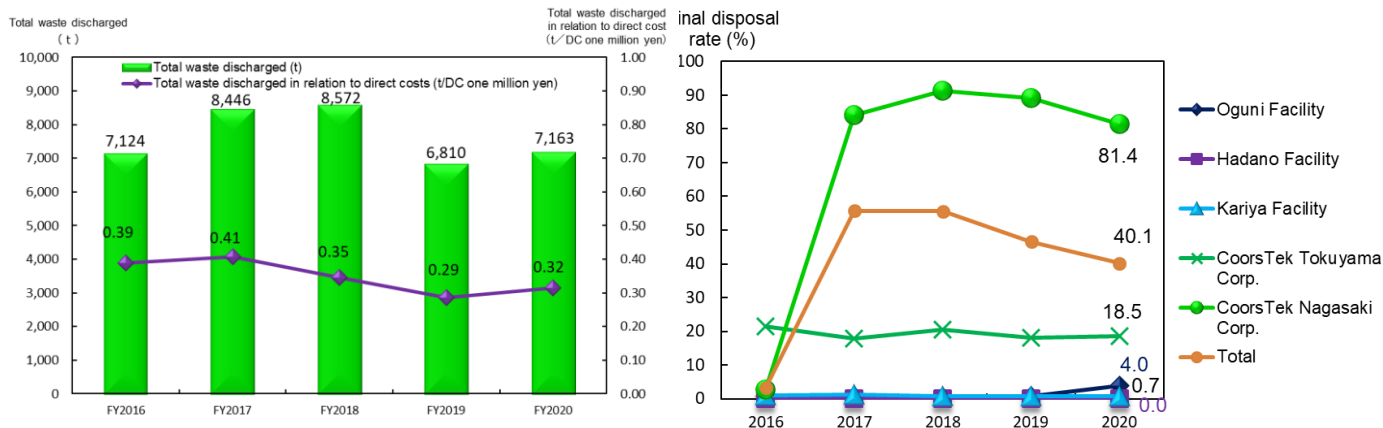 Total waste discharged
(t)
Total waste discharged
in relation to direct cost
(t/DC one million yen)
10,000
9,000
8,000
7,000
6,000
5,000
4,000
3,000
2,000
1,000
0
Total waste discharged (t)
Total waste discharged in relation to direct costs (t/DC one million yen)
7,124
8,446
8,572
6,810
7,163
0.39
0.41
0.35
0.29
0.32
1.00
0.90
0.80
0.70
0.60
0.50
0.40
0.30
0.20
0.10
0.00
FY2016
FY2017
FY2018
FY2019
FY2020
inal disposal
rate (%)
100
90
80
70
60
50
40
30
20
10
0
81.4
40.1
18.5
4.0
0.7
0.0
2016
2017
2018
2019
2020
Oguni Facility
Hadano Facility
Kariya Facility
CoorsTek Tokuyama
Corp.
CoorsTek Nagasaki
Corp.
Total